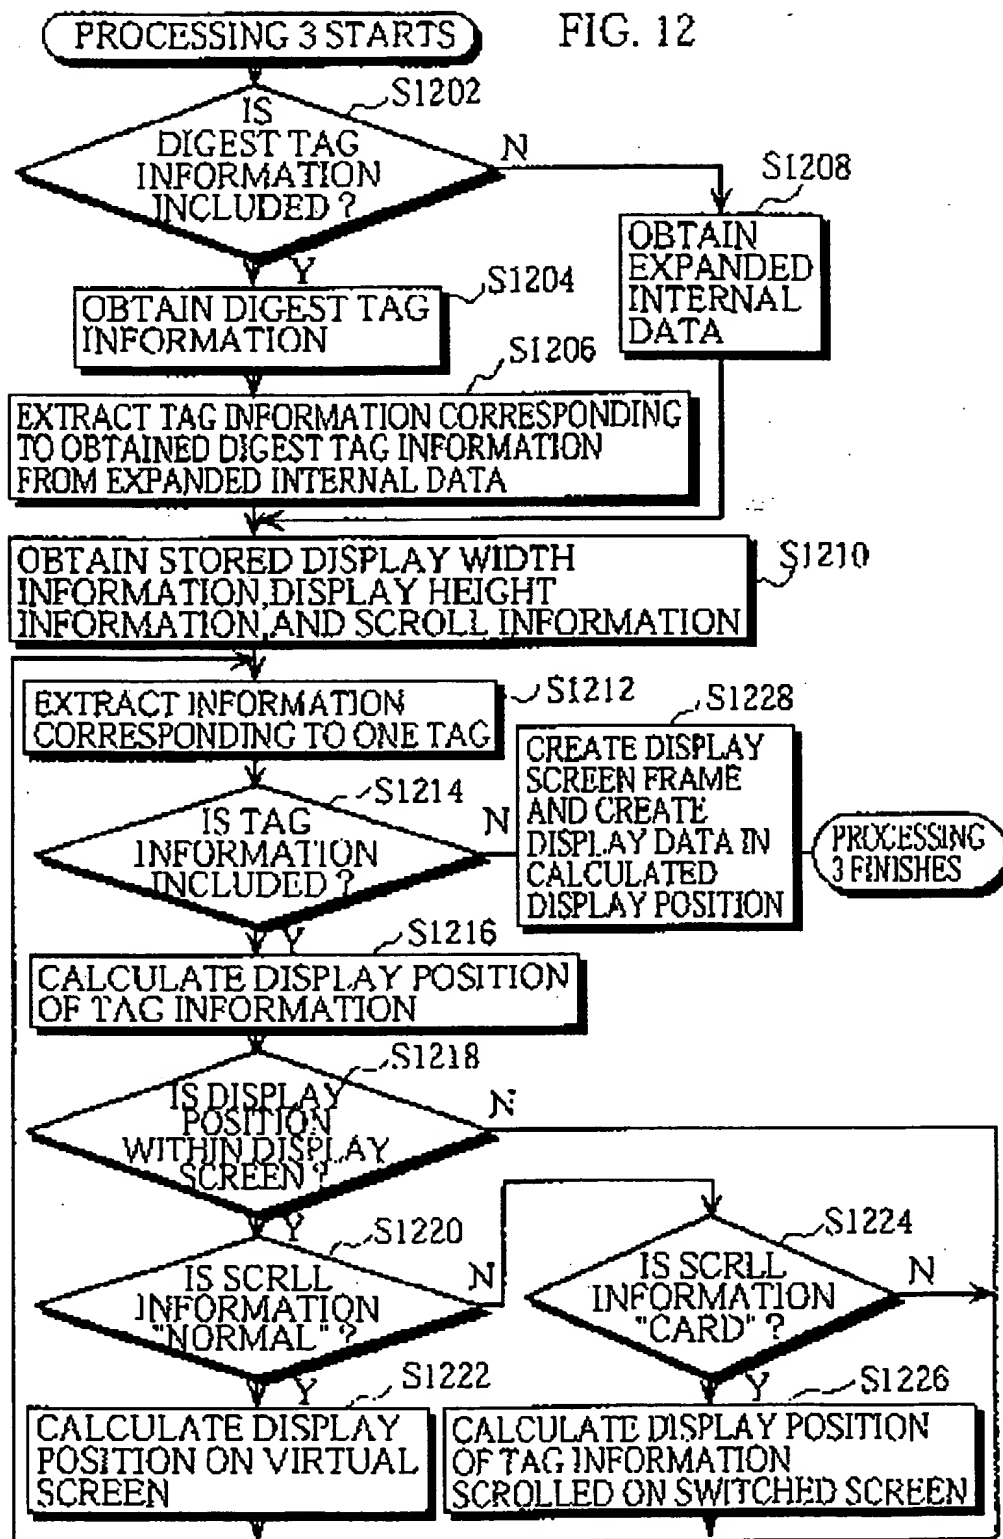 PROCESSING 3 STARTS
FIG. 12
S1202
IS
DIGEST TAG
INFORMATION
INCLUDED ?
N
Y
S1208
OBTAIN
EXPANDED
INTERNAL
DATA
S1204
OBTAIN DIGEST TAG
INFORMATION
S1206
EXTRACT TAG INFORMATION CORRESPONDING
TO OBTAINED DIGEST TAG INFORMATION
FROM EXPANDED INTERNAL DATA
S1210
OBTAIN STORED DISPLAY WIDTH
INFORMATION,DISPLAY HEIGHT
INFORMATION,AND SCROLL INFORMATION
S1212
EXTRACT INFORMATION
CORRESPONDING TO ONE TAG
S1228
CREATE DISPLAY
SCREEN FRAME
AND CREATE
DISPLAY DATA IN
CALCULATED
DISPLAY POSITION
PROCESSING
3 FINISHES
S1214
IS TAG
INFORMATION
INCLUDED ?
N
Y
S1216
CALCULATE DISPLAY POSITION
OF TAG INFORMATION
S1218
IS DISPLAY
POSITION
WITHIN DISPLAY
SCREEN ?
N
Y
S1220
IS SCRLL
INFORMATION
"NORMAL" ?
N
Y
S1224
IS SCRLL
INFORMATION
"CARD" ?
N
Y
S1222
CALCULATE DISPLAY
POSITION ON VIRTUAL
SCREEN
S1226
CALCULATE DISPLAY POSITION
OF TAG INFORMATION
SCROLLED ON SWITCHED SCREEN